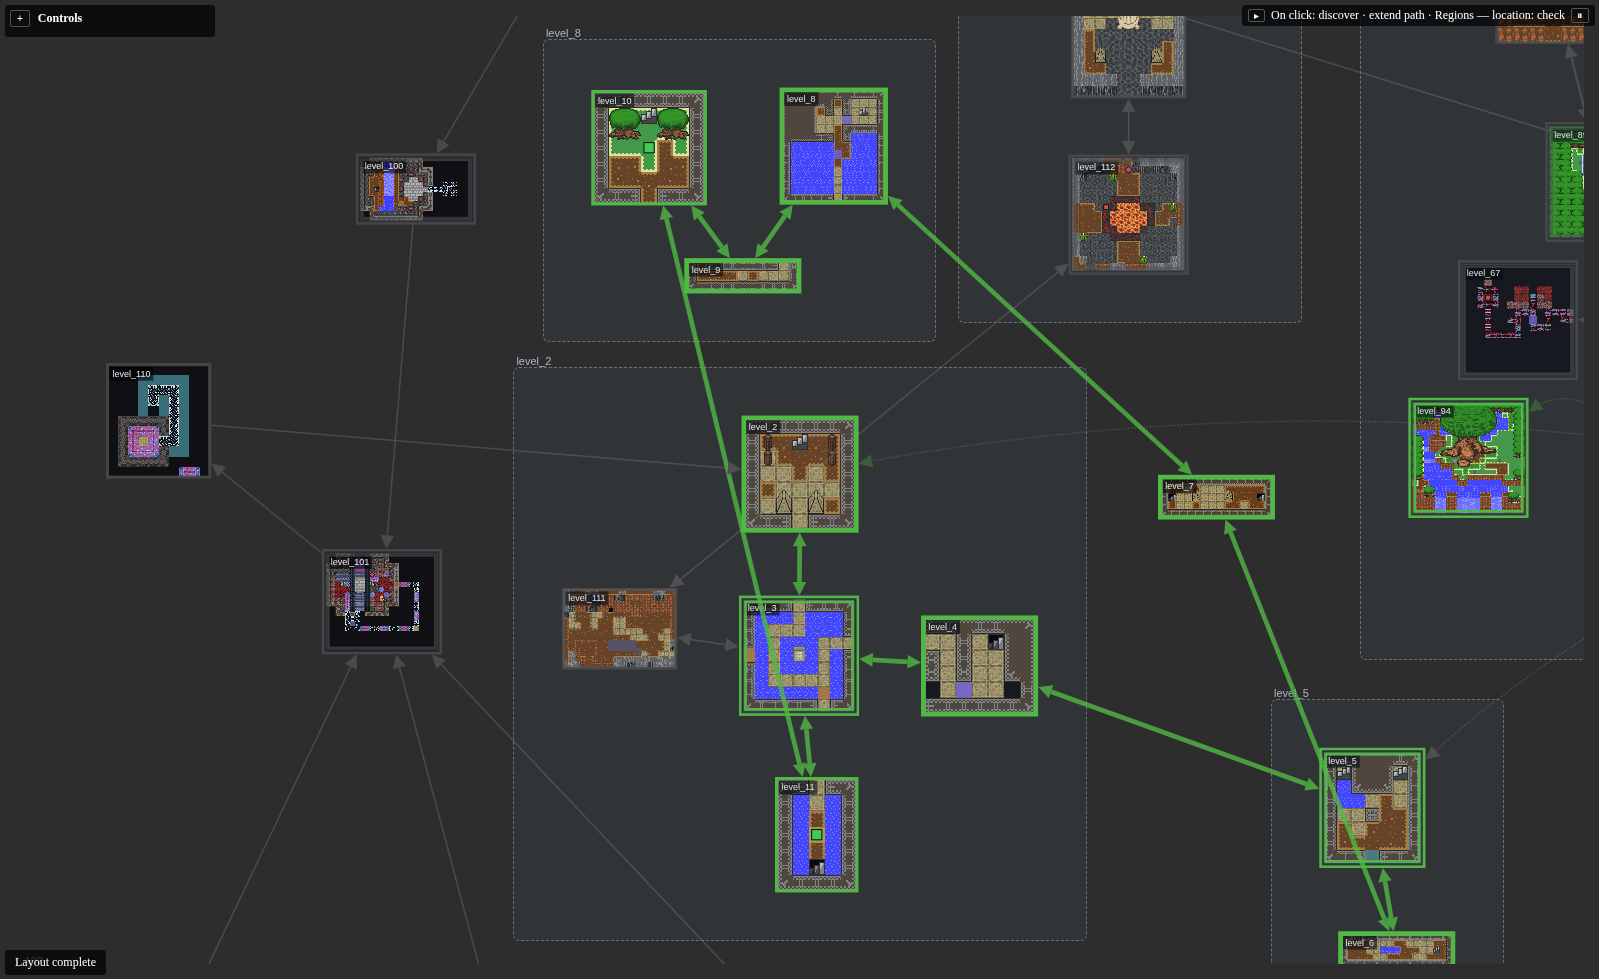 + Controls
▶ On click: discover · extend path · Regions — location: check ⏸
level_8
level_10
level_8
level_100
level_112
level_89
level_9
level_67
level_2
level_110
level_94
level_2
level_7
level_101
level_111
level_3
level_4
level_5
level_5
level_11
level_6
Layout complete